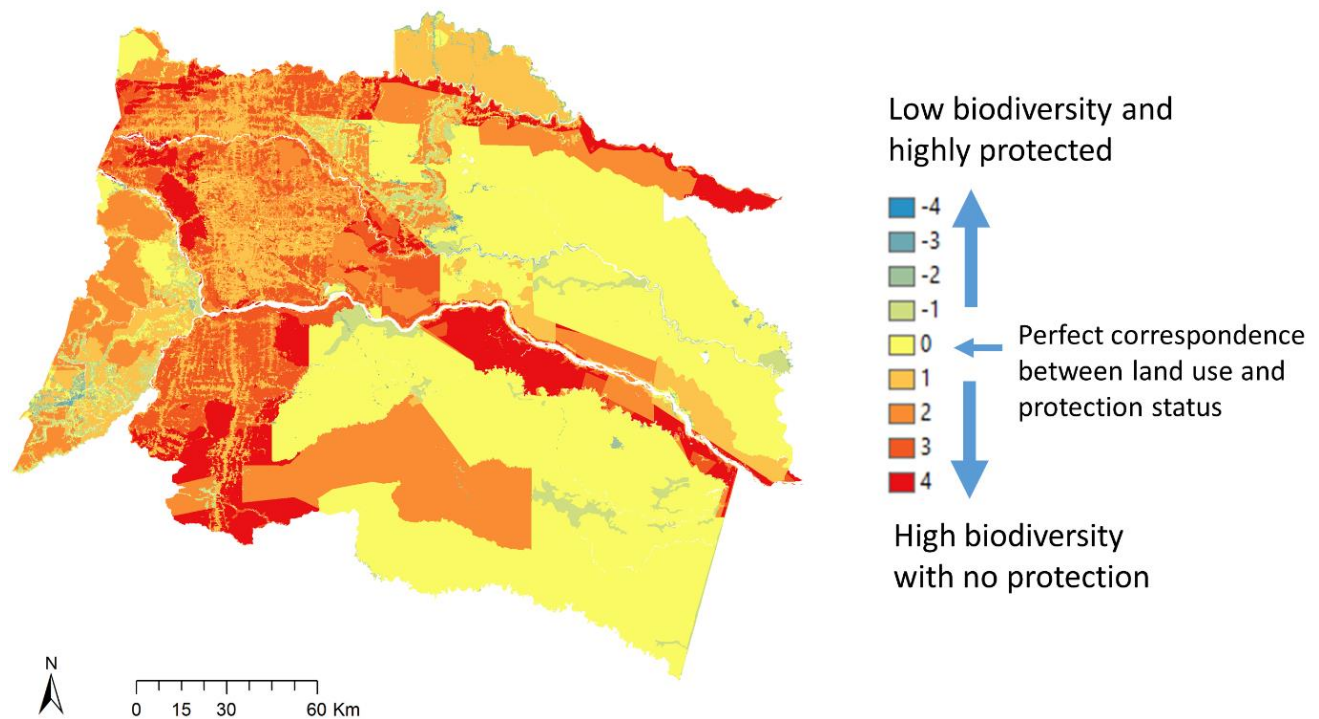 Low biodiversity and
highly protected
-4
-3
-2
-1
0
1
2
3
4
Perfect correspondence
between land use and
protection status
High biodiversity
with no protection
N
0 15 30 60 Km